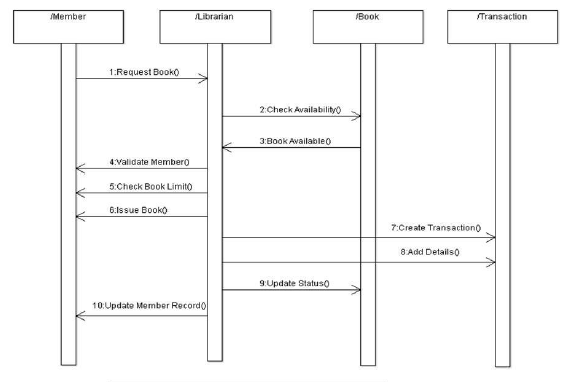 /Member
/Librarian
/Book
/Transaction
1:Request Book()
2:Check Availability()
3:Book Available()
4:Validate Member()
5:Check Book Limit()
6:Issue Book()
7:Create Transaction()
8:Add Details()
9:Update Status()
10:Update Member Record()